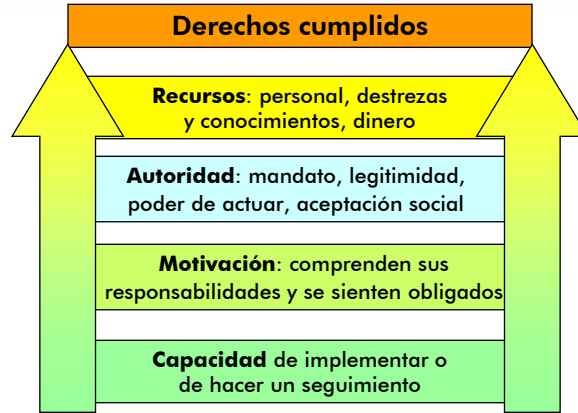 Derechos cumplidos
Recursos: personal, destrezas
y conocimientos, dinero
Autoridad: mandato, legitimidad,
poder de actuar, aceptación social
Motivación: comprenden sus
responsabilidades y se sienten obligados
Capacidad de implementar o
de hacer un seguimiento